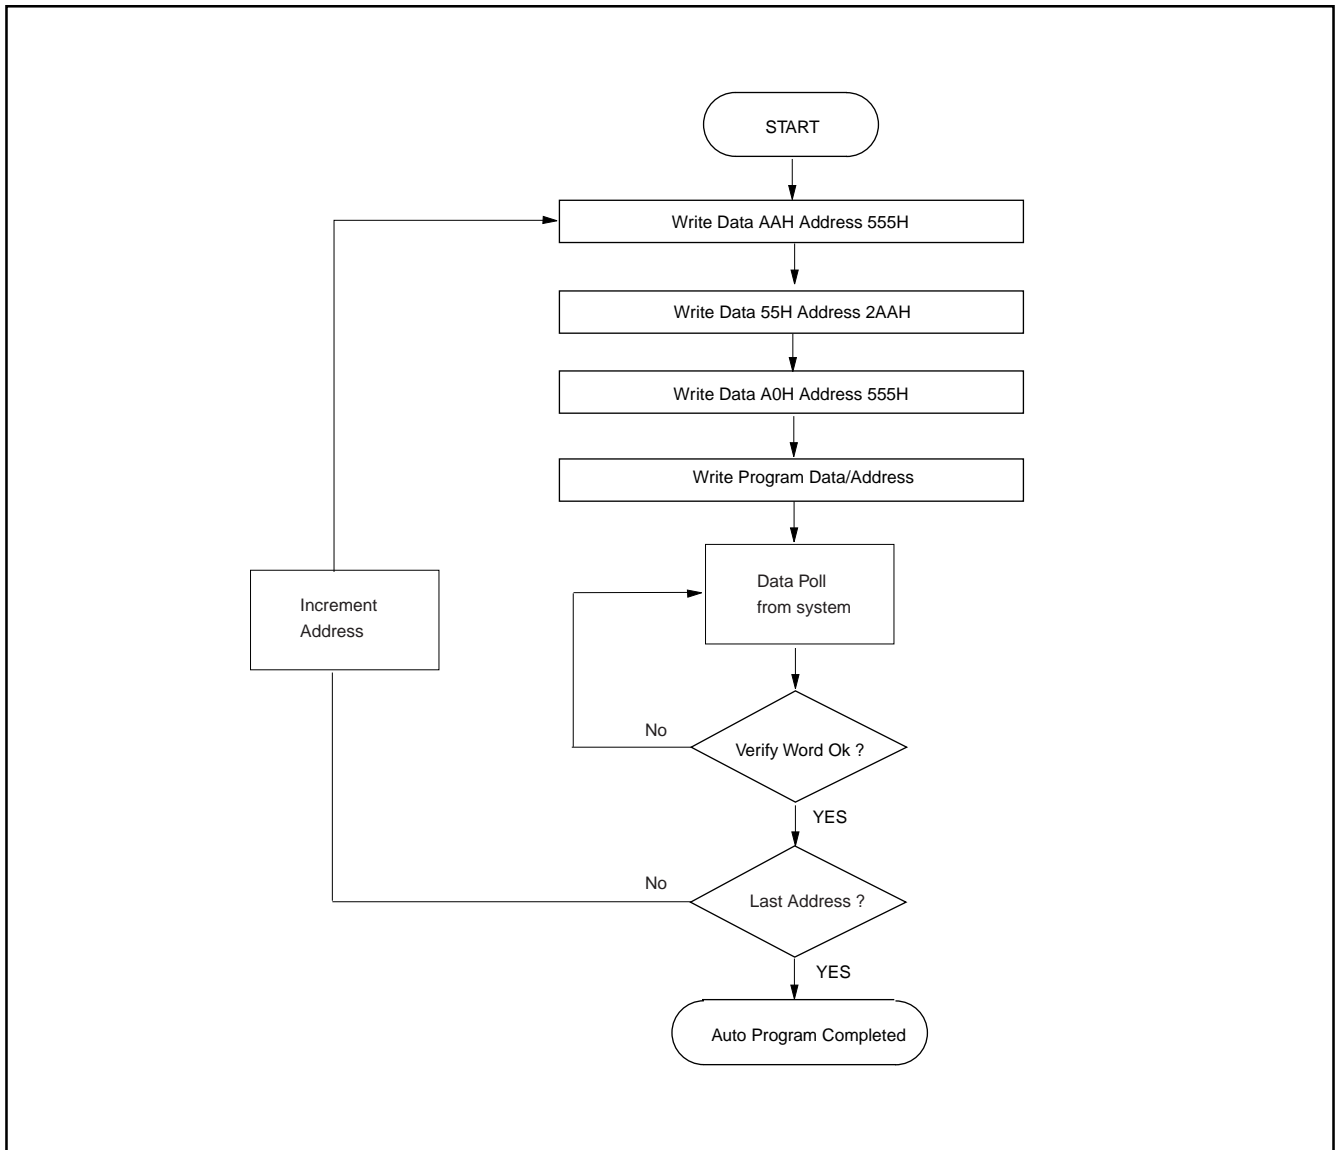 START
Write Data AAH Address 555H
Write Data 55H Address 2AAH
Write Data A0H Address 555H
Write Program Data/Address
Data Poll
from system
Increment
Address
No
Verify Word Ok ?
YES
No
Last Address ?
YES
Auto Program Completed